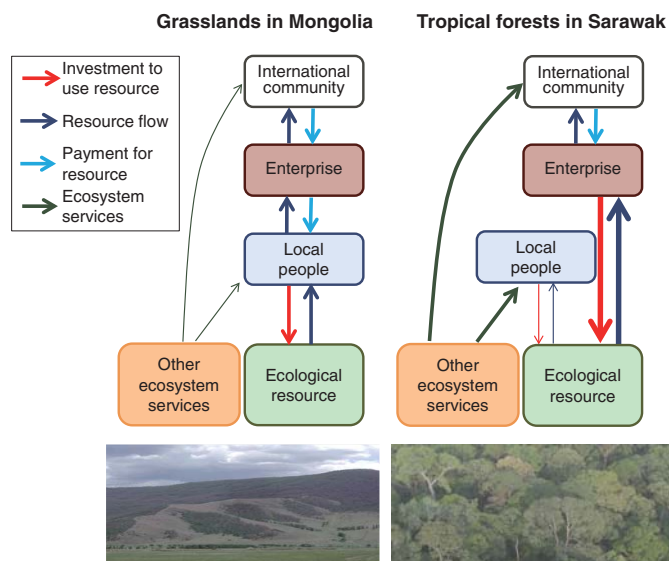 Grasslands in Mongolia
Tropical forests in Sarawak
Investment to
use resource
Resource flow
Payment for
resource
Ecosystem
services
International
community
Enterprise
Local
people
Other
ecosystem
services
Ecological
resource
International
community
Enterprise
Local
people
Other
ecosystem
services
Ecological
resource